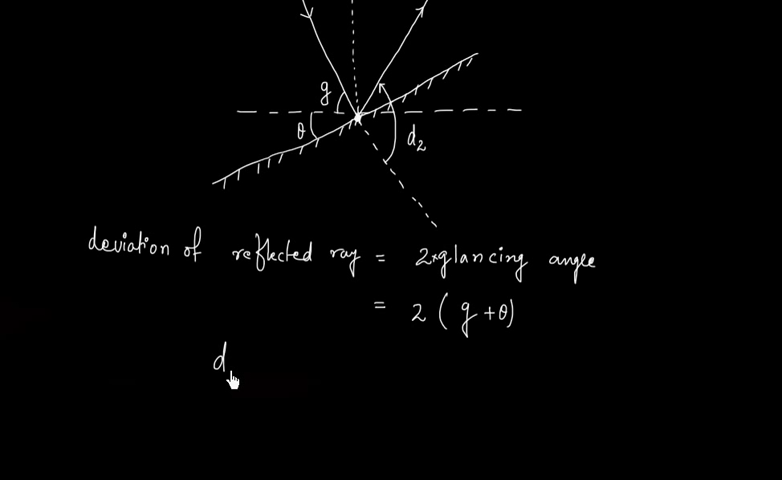 g
θ
d₂
deviation of reflected ray = 2×glancing angle
= 2 ( g + θ)
d